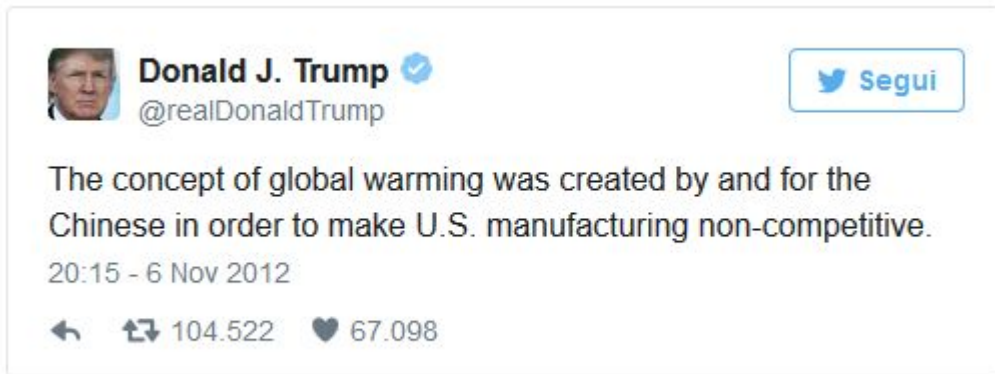 Donald J. Trump
Segui
@realDonaldTrump
The concept of global warming was created by and for the
Chinese in order to make U.S. manufacturing non-competitive.
20:15 - 6 Nov 2012
104.522 67.098